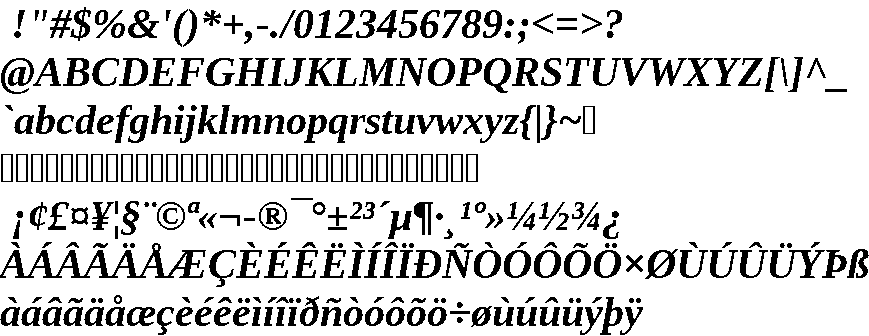 !"#$%&'()*+,-./0123456789:;<=>?
@ABCDEFGHIJKLMNOPQRSTUVWXYZ[\]^_
`abcdefghijklmnopqrstuvwxyz{|}~▯
▯▯▯▯▯▯▯▯▯▯▯▯▯▯▯▯▯▯▯▯▯▯▯▯▯▯▯▯▯▯▯▯
¡¢£¤¥¦§¨©ª«¬-®¯°±²³´µ¶·¸¹º»¼½¾¿
ÀÁÂÃÄÅÆÇÈÉÊËÌÍÎÏÐÑÒÓÔÕÖ×ØÙÚÛÜÝÞß
àáâãäåæçèéêëìíîïðñòóôõö÷øùúûüýþÿ